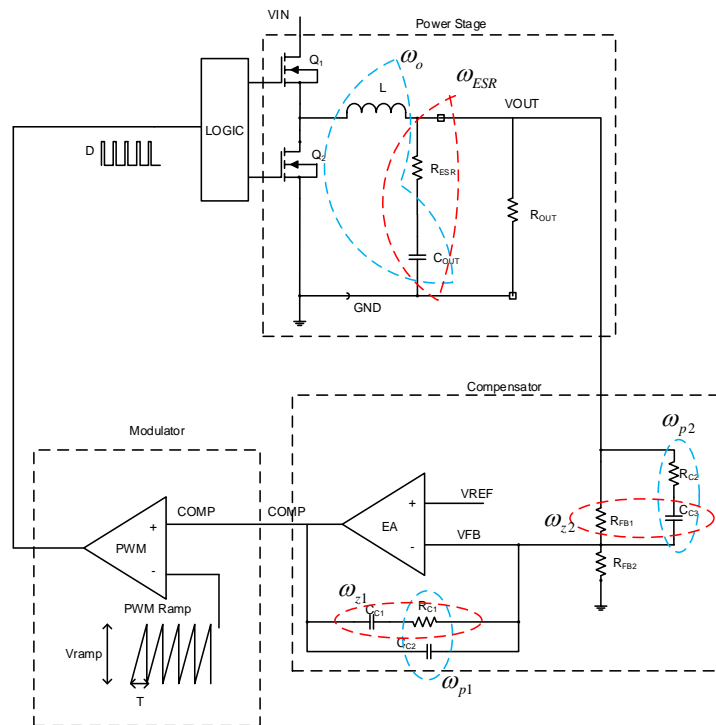 VIN
Power Stage
Q1
ωo
ωESR
L
VOUT
LOGIC
D
Q2
RESR
ROUT
COUT
GND
Compensator
ωp2
Modulator
RC2
COMP
COMP
VREF
EA
CC3
+
+
PWM
VFB
ωz2
RFB1
-
-
RFB2
PWM Ramp
ωz1
CC1
RC1
Vramp
CC2
T
ωp1